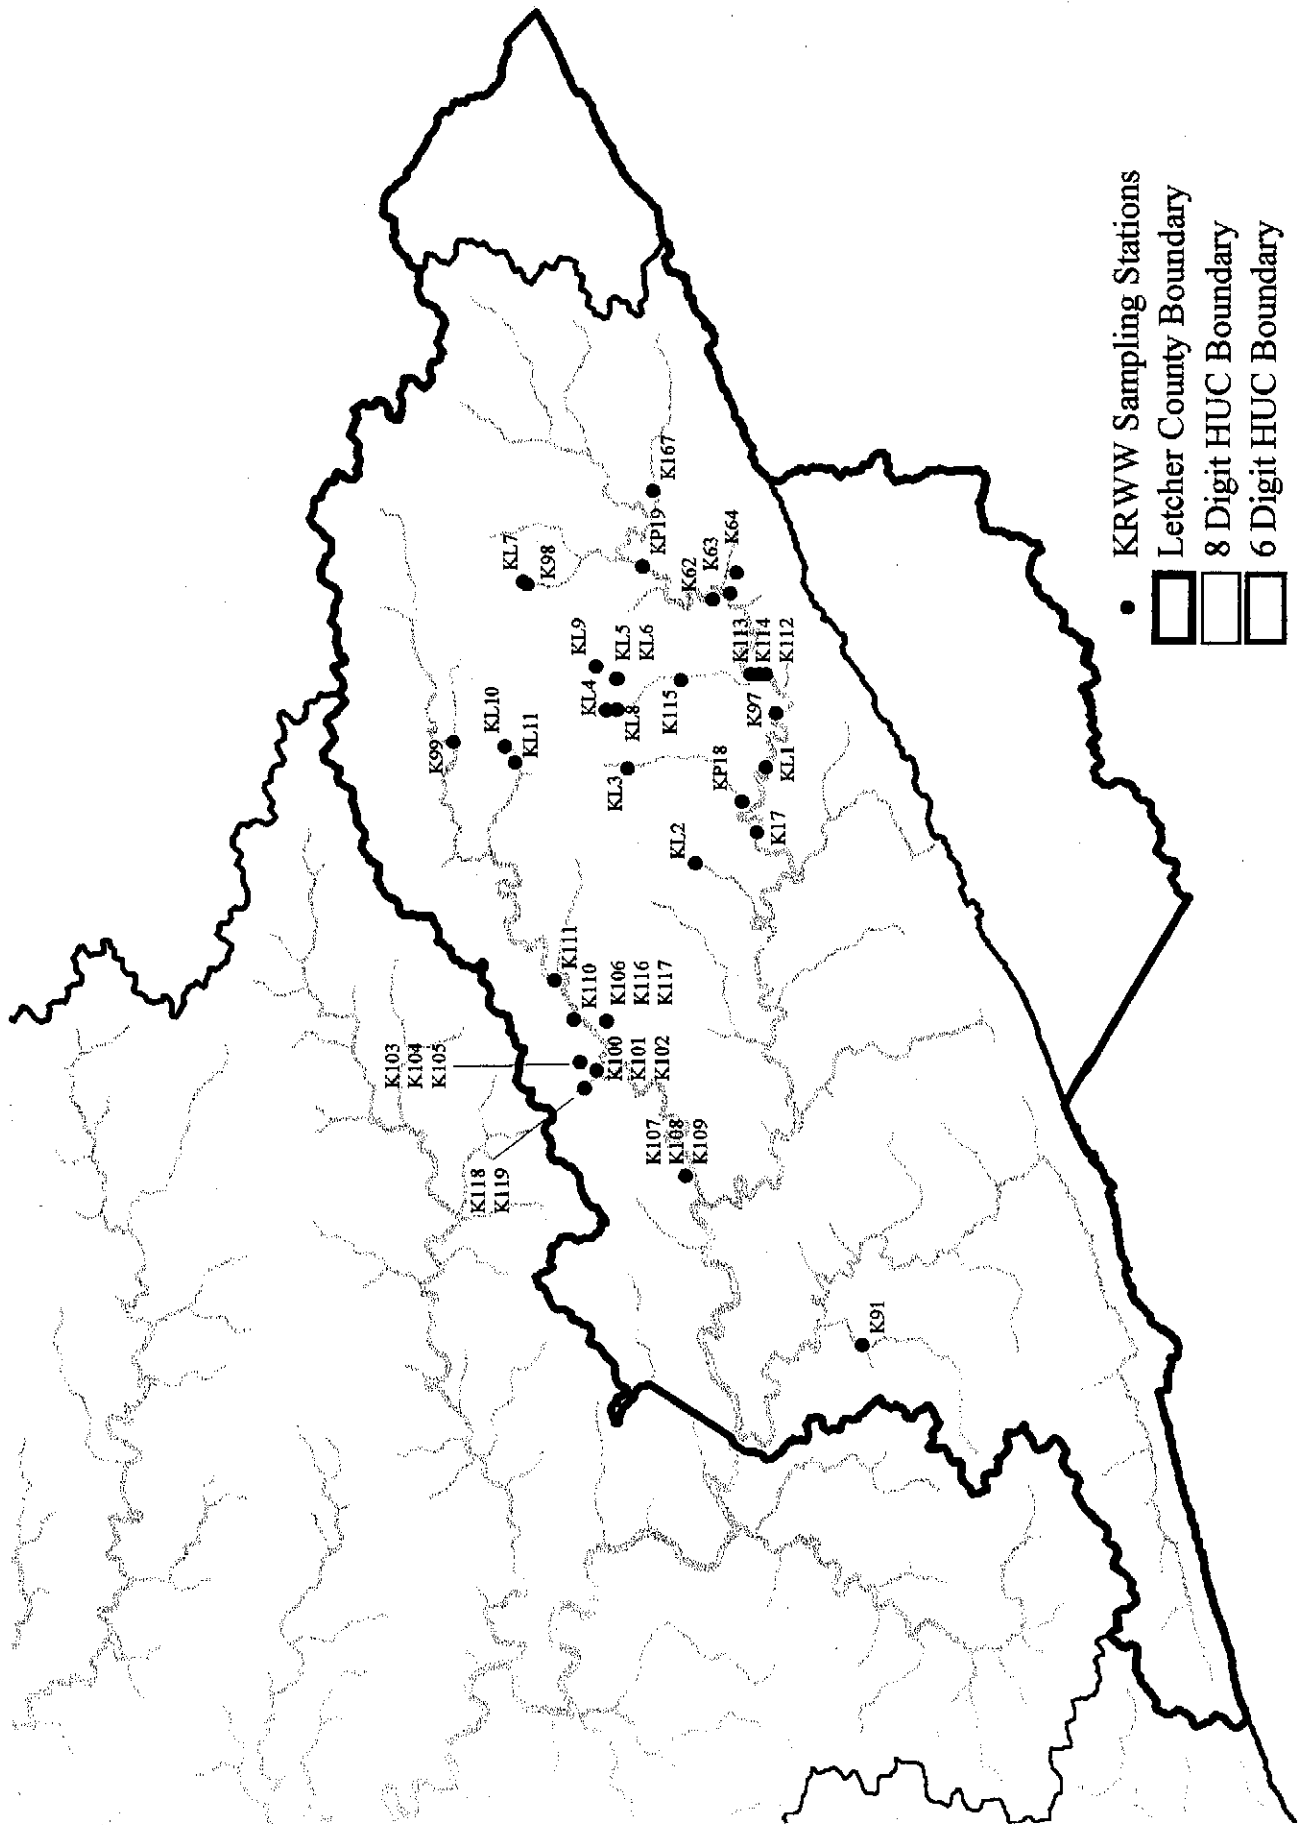 K103
K104
K105
K118
K119
K100
K101
K102
K107
K108
K109
K110
K111
K106
K116
K117
K91
K99
KL10
KL11
KL7
K98
KL9
KL4
KL5
KL6
KL8
KL3
KL2
K115
KP18
K17
KL1
K97
K113
K114
K112
K62
K63
K64
KP19
K167
KRWW Sampling Stations
Letcher County Boundary
8 Digit HUC Boundary
6 Digit HUC Boundary